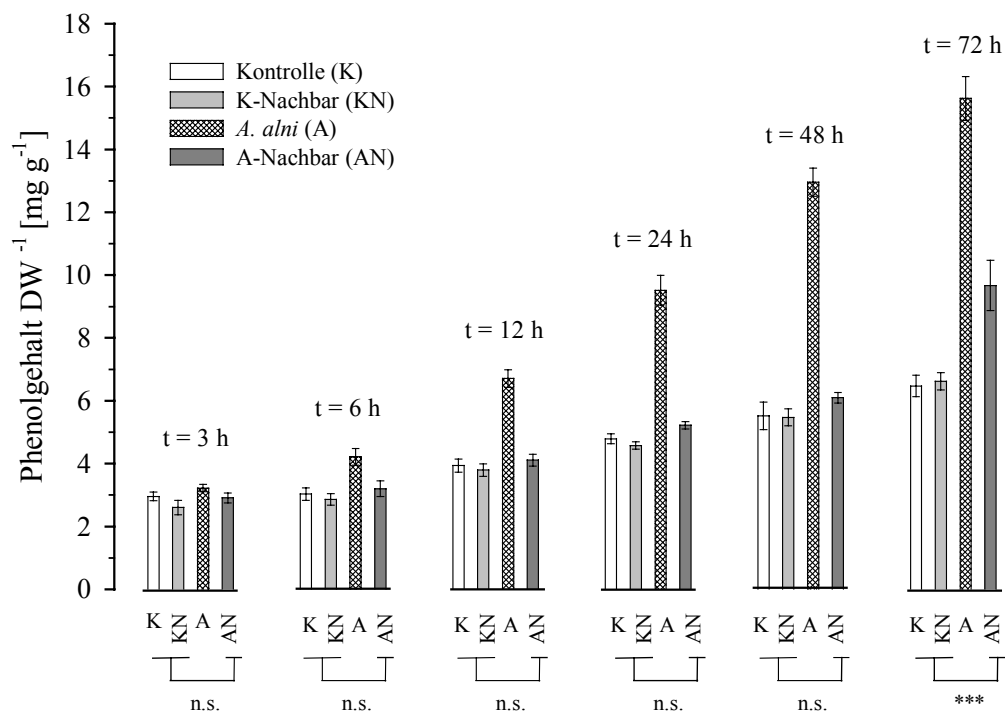 Phenolgehalt DW⁻¹ [mg g⁻¹]
18
16
14
12
10
8
6
4
2
0
Kontrolle (K)
K-Nachbar (KN)
A. alni (A)
A-Nachbar (AN)
t = 3 h
t = 6 h
t = 12 h
t = 24 h
t = 48 h
t = 72 h
K KN A AN
K KN A AN
K KN A AN
K KN A AN
K KN A AN
K KN A AN
n.s.
n.s.
n.s.
n.s.
n.s.
***